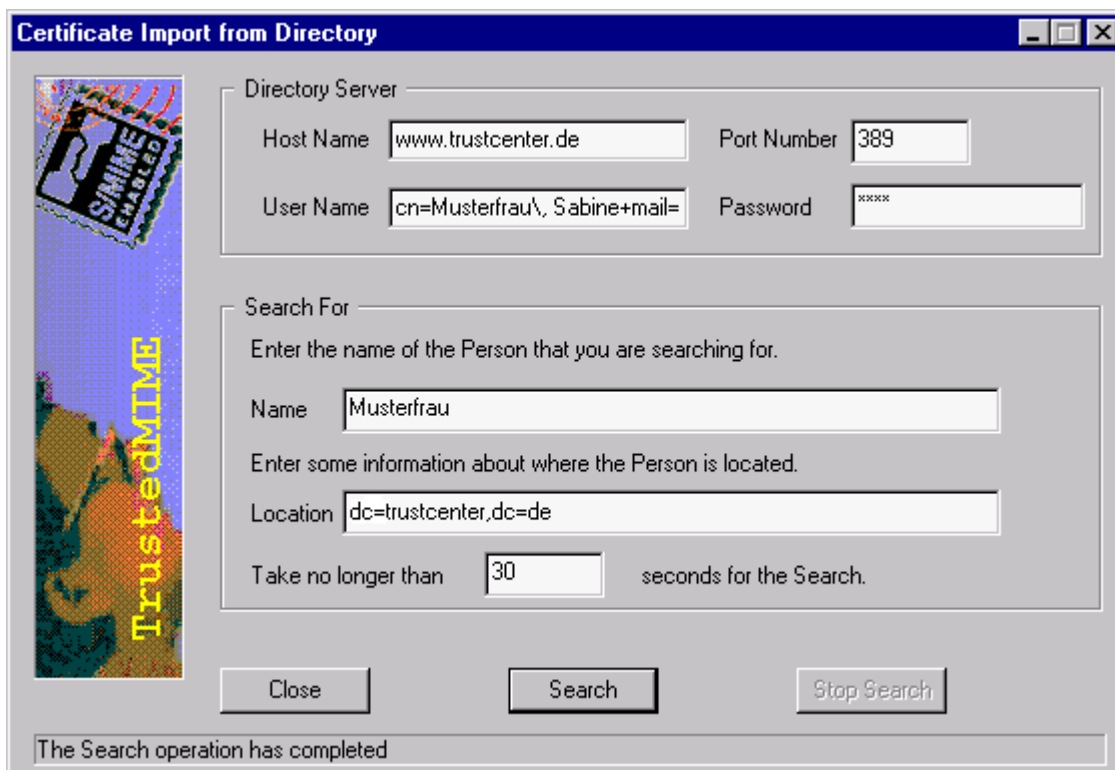 Certificate Import from Directory
S/MIME
ENABLED
TrustedMIME
Directory Server
Host Name www.trustcenter.de Port Number 389
User Name cn=Musterfrau\, Sabine+mail= Password ****
Search For
Enter the name of the Person that you are searching for.
Name Musterfrau
Enter some information about where the Person is located.
Location dc=trustcenter,dc=de
Take no longer than 30 seconds for the Search.
Close Search Stop Search
The Search operation has completed